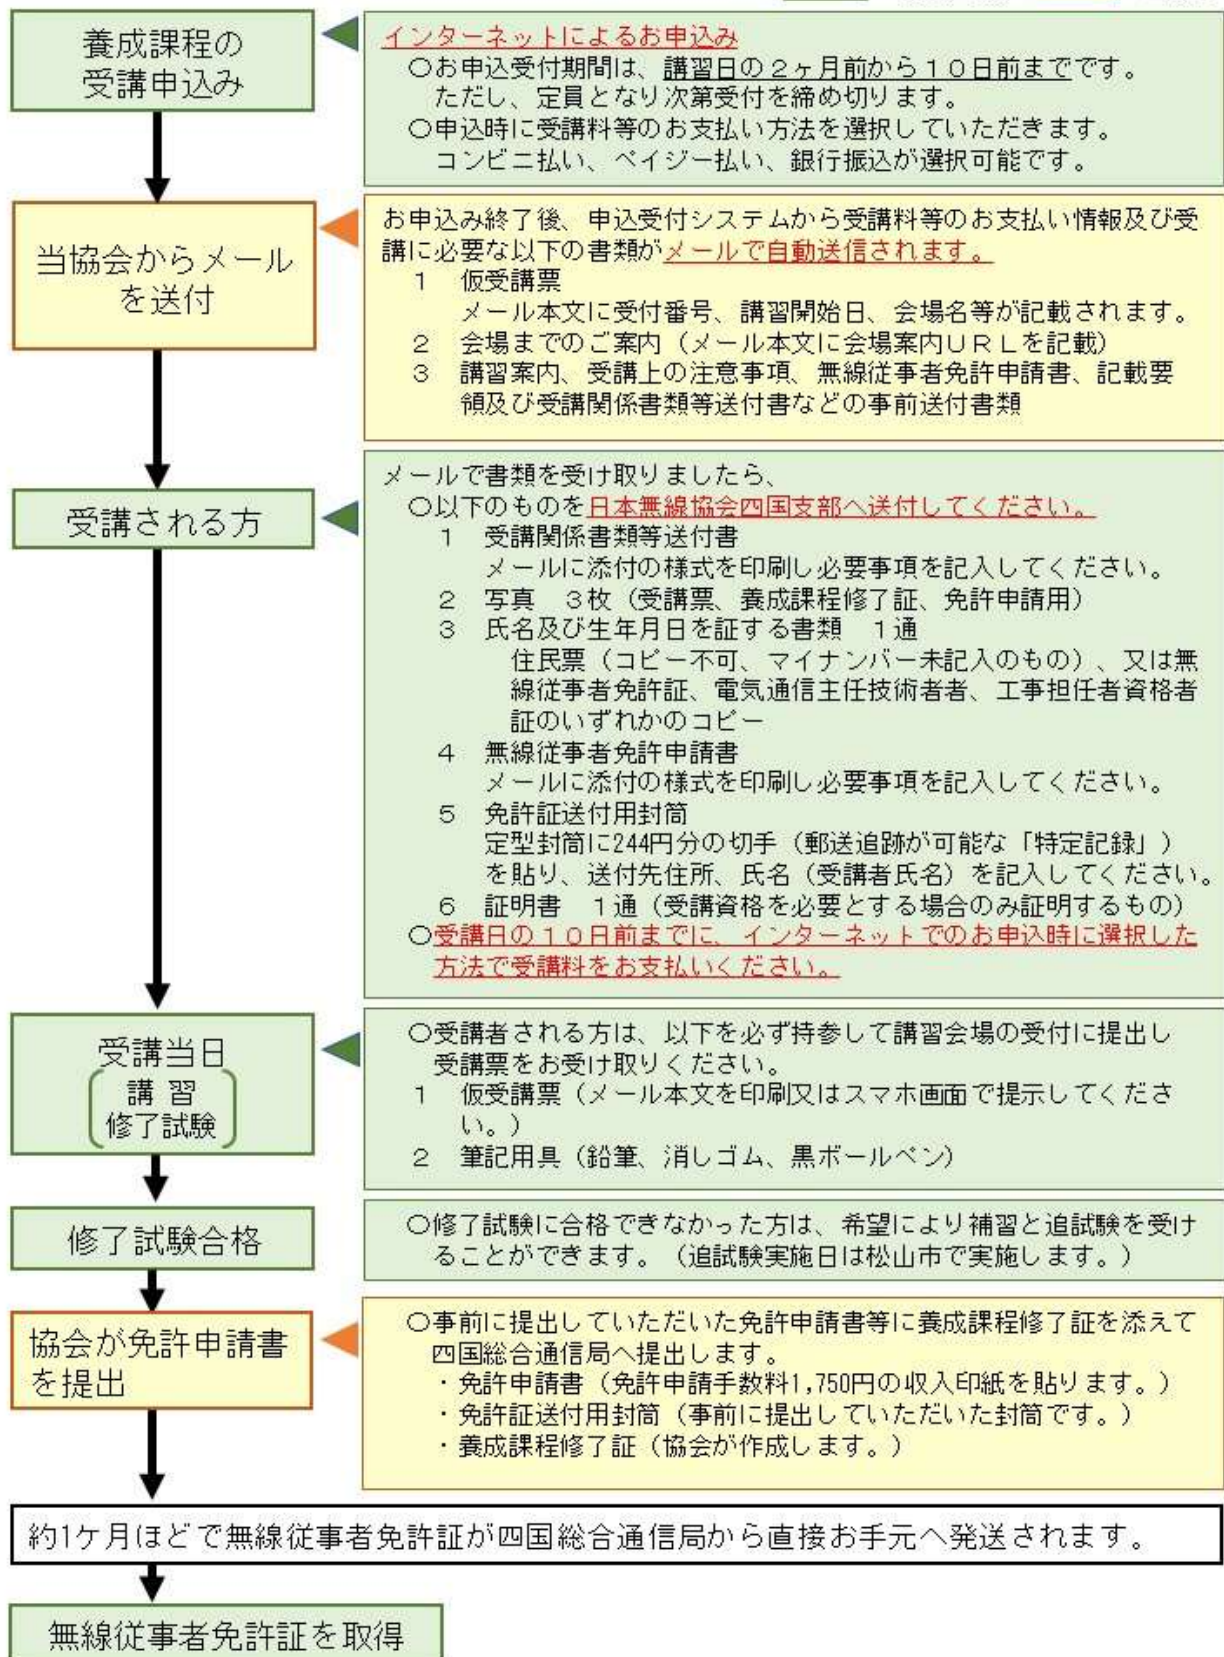 養成課程の
受講申込み
インターネットによるお申込み
〇お申込受付期間は、講習日の２ヶ月前から１０日前までです。
ただし、定員となり次第受付を締め切ります。
〇申込時に受講料等のお支払い方法を選択していただきます。
コンビニ払い、ペイジー払い、銀行振込が選択可能です。
当協会からメール
を送付
お申込み終了後、申込受付システムから受講料等のお支払い情報及び受
講に必要な以下の書類がメールで自動送信されます。
１　仮受講票
メール本文に受付番号、講習開始日、会場名等が記載されます。
２　会場までのご案内（メール本文に会場案内ＵＲＬを記載）
３　講習案内、受講上の注意事項、無線従事者免許申請書、記載要
領及び受講関係書類等送付書などの事前送付書類
受講される方
メールで書類を受け取りましたら、
〇以下のものを日本無線協会四国支部へ送付してください。
１　受講関係書類等送付書
メールに添付の様式を印刷し必要事項を記入してください。
２　写真　３枚（受講票、養成課程修了証、免許申請用）
３　氏名及び生年月日を証する書類　１通
住民票（コピー不可、マイナンバー未記入のもの）、又は無
線従事者免許証、電気通信主任技術者者、工事担任者資格者
証のいずれかのコピー
４　無線従事者免許申請書
メールに添付の様式を印刷し必要事項を記入してください。
５　免許証送付用封筒
定型封筒に244円分の切手（郵送追跡が可能な「特定記録」）
を貼り、送付先住所、氏名（受講者氏名）を記入してください。
６　証明書　１通（受講資格を必要とする場合のみ証明するもの）
〇受講日の１０日前までに、インターネットでのお申込時に選択した
方法で受講料をお支払いください。
受講当日
講 習
修了試験
〇受講者される方は、以下を必ず持参して講習会場の受付に提出し
受講票をお受け取りください。
１　仮受講票（メール本文を印刷又はスマホ画面で提示してくださ
い。）
２　筆記用具（鉛筆、消しゴム、黒ボールペン）
修了試験合格
〇修了試験に合格できなかった方は、希望により補習と追試験を受け
ることができます。（追試験実施日は松山市で実施します。）
協会が免許申請書
を提出
〇事前に提出していただいた免許申請書等に養成課程修了証を添えて
四国総合通信局へ提出します。
・免許申請書（免許申請手数料1,750円の収入印紙を貼ります。）
・免許証送付用封筒（事前に提出していただいた封筒です。）
・養成課程修了証（協会が作成します。）
約1ケ月ほどで無線従事者免許証が四国総合通信局から直接お手元へ発送されます。
無線従事者免許証を取得